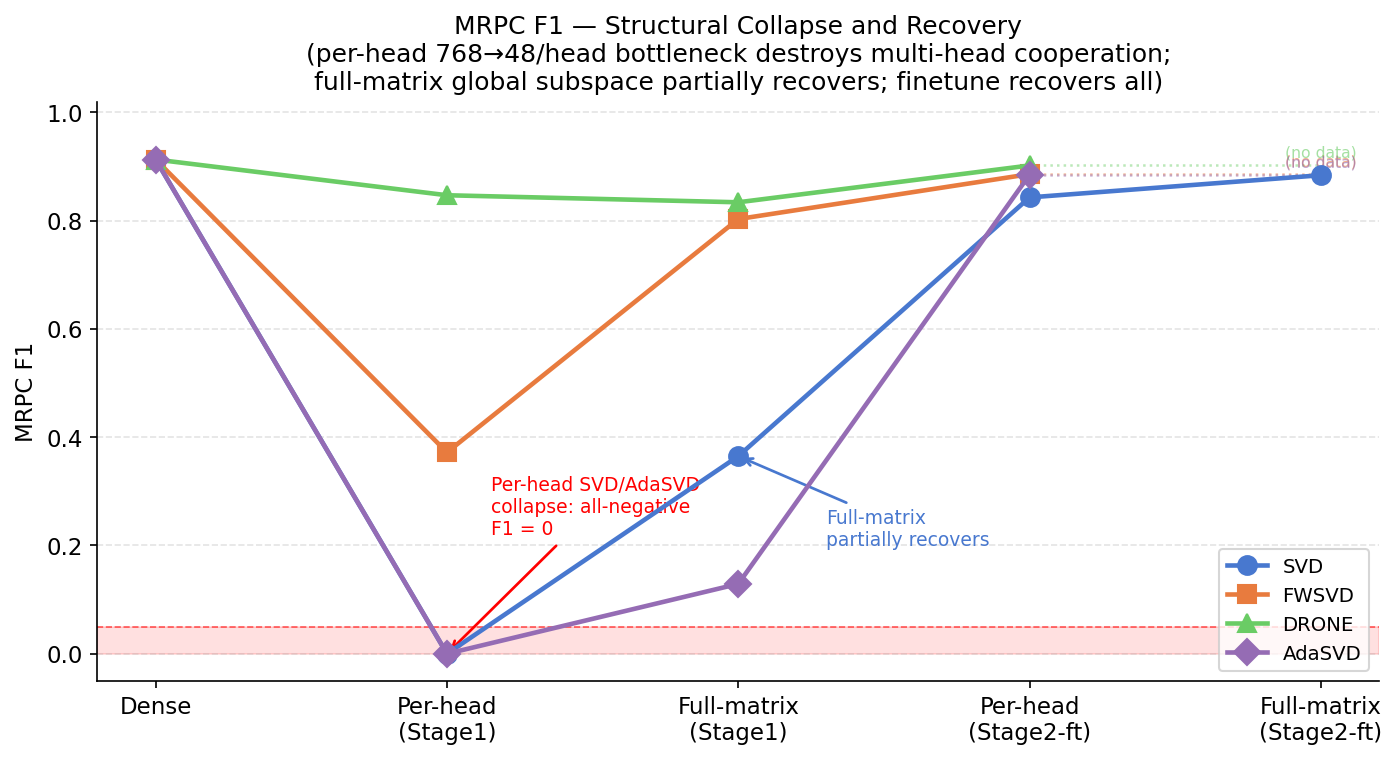 MRPC F1 — Structural Collapse and Recovery
(per-head 768→48/head bottleneck destroys multi-head cooperation;
full-matrix global subspace partially recovers; finetune recovers all)
MRPC F1
1.0
0.8
0.6
0.4
0.2
0.0
(no data)
(no data)
Per-head SVD/AdaSVD
collapse: all-negative
F1 = 0
Full-matrix
partially recovers
SVD
FWSVD
DRONE
AdaSVD
Dense
Per-head
(Stage1)
Full-matrix
(Stage1)
Per-head
(Stage2-ft)
Full-matrix
(Stage2-ft)